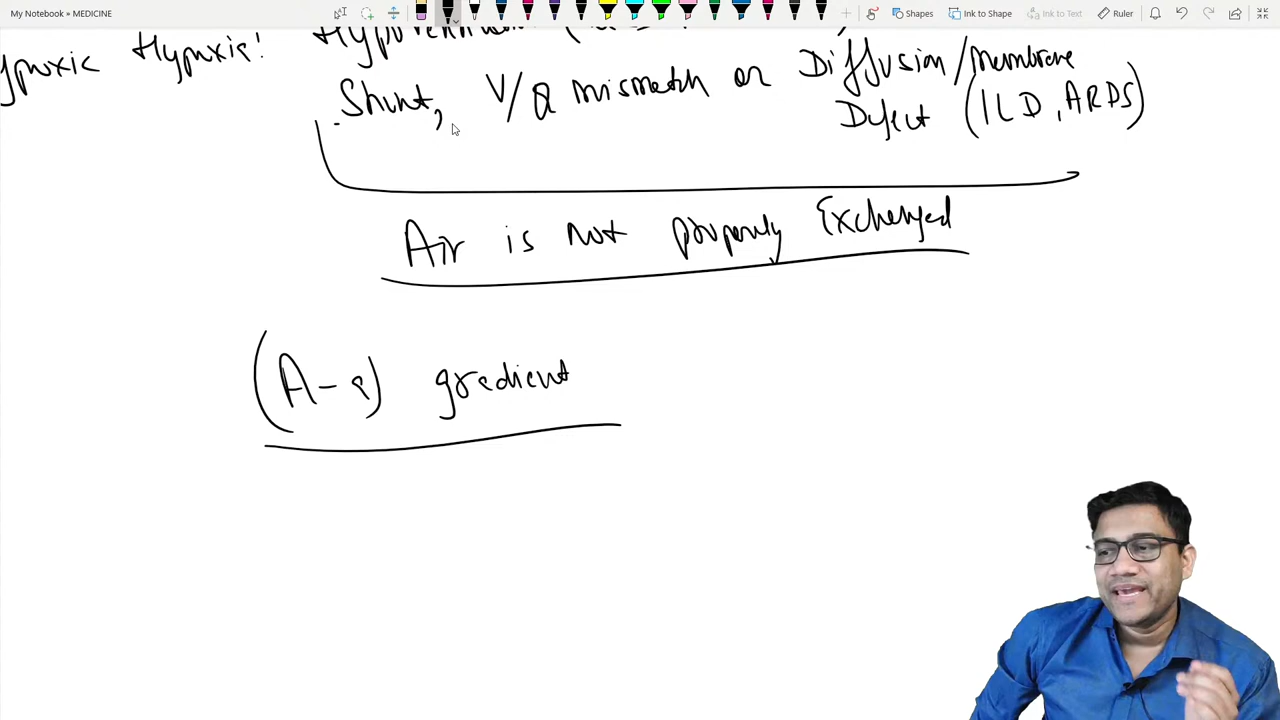 My Notebook » MEDICINE
Shapes Ink to Shape Ink to Text Ruler
Hypoxia!
Shunt, V/Q mismatch or Diffusion/membrane
Defect (ILD, ARDS)
Air is not properly Exchanged
(A-a) gradient